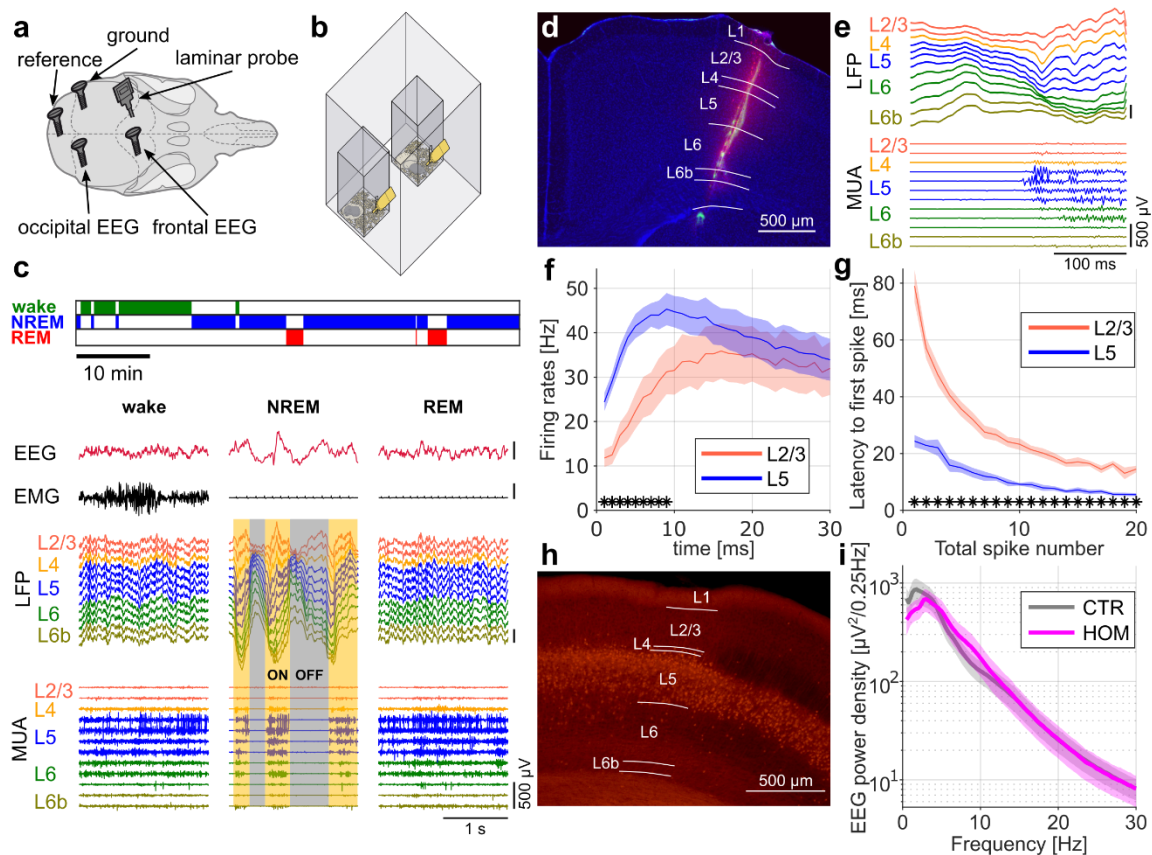 a
ground
reference
laminar probe
occipital EEG
frontal EEG
b
c
wake
NREM
REM
10 min
wake
NREM
REM
EEG
EMG
LFP
L2/3
L4
L5
L6
L6b
ON
OFF
MUA
L2/3
L4
L5
L6
L6b
500 µV
1 s
d
L1
L2/3
L4
L5
L6
L6b
500 µm
e
LFP
L2/3
L4
L5
L6
L6b
MUA
L2/3
L4
L5
L6
L6b
500 µV
100 ms
f
Firing rates [Hz]
50
40
30
20
10
0
L2/3
L5
0
10
20
30
time [ms]
g
Latency to first spike [ms]
80
60
40
20
0
L2/3
L5
0
10
20
Total spike number
h
L1
L2/3
L4
L5
L6
L6b
500 µm
i
EEG power density [µV²/0.25Hz]
10³
10²
10¹
CTR
HOM
0
10
20
30
Frequency [Hz]